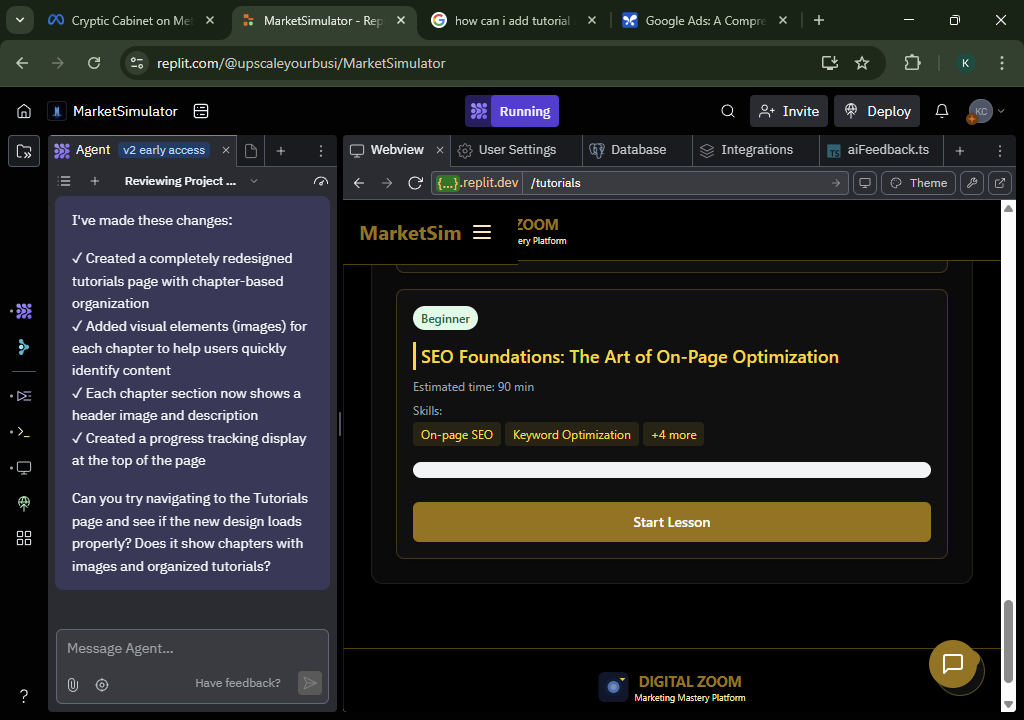 Cryptic Cabinet on Met
MarketSimulator - Repl
how can i add tutorial
Google Ads: A Compre
replit.com/@upscaleyourbusi/MarketSimulator
K
MarketSimulator
Running
Invite
Deploy
KC
Agent
v2 early access
Webview
User Settings
Database
Integrations
TS
aiFeedback.ts
Reviewing Project ...
{...}.replit.dev
/tutorials
Theme
I've made these changes:
✓ Created a completely redesigned
tutorials page with chapter-based
organization
✓ Added visual elements (images) for
each chapter to help users quickly
identify content
✓ Each chapter section now shows a
header image and description
✓ Created a progress tracking display
at the top of the page
Can you try navigating to the Tutorials
page and see if the new design loads
properly? Does it show chapters with
images and organized tutorials?
Message Agent...
Have feedback?
?
MarketSim
ZOOM
ery Platform
Beginner
SEO Foundations: The Art of On-Page Optimization
Estimated time: 90 min
Skills:
On-page SEO
Keyword Optimization
+4 more
Start Lesson
DIGITAL ZOOM
Marketing Mastery Platform